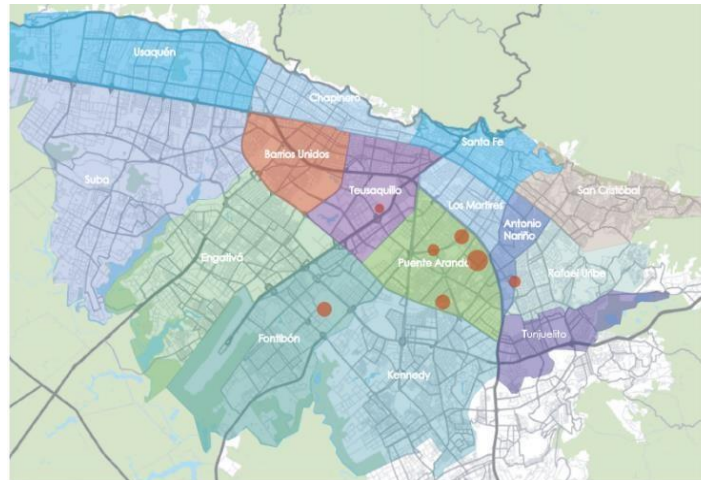 Usaquén
Chapinero
Santa Fe
Barrios Unidos
Suba
Teusaquillo
San Cristóbal
Los Martires
Antonio
Nariño
Engativá
Puente Aranda
Rafael Uribe
Fontibón
Tunjuelito
Kennedy